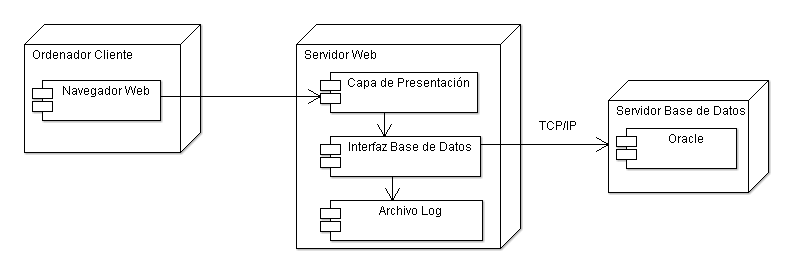 Ordenador Cliente
Navegador Web
Servidor Web
Capa de Presentación
Interfaz Base de Datos
Archivo Log
TCP/IP
Servidor Base de Datos
Oracle